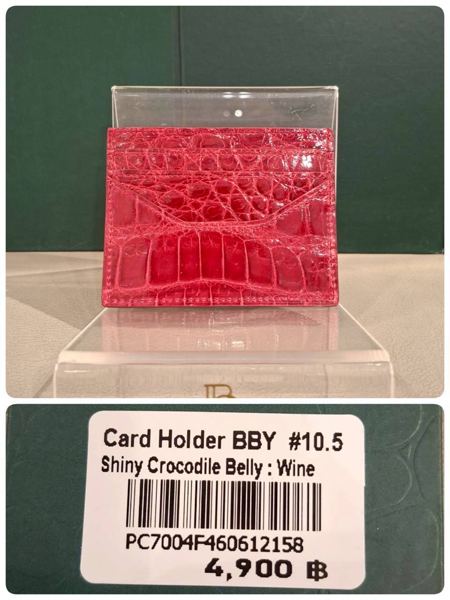 B
Card Holder BBY #10.5
Shiny Crocodile Belly : Wine
PC7004F460612158
4,900 ฿